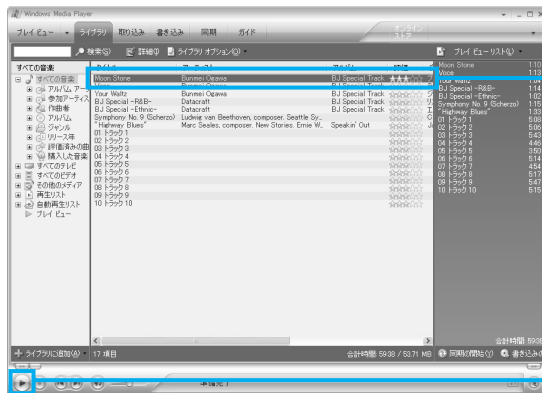 Windows Media Player
プレイ ビュー ライブラリ 取り込み 書き込み 同期 ガイド
オンライン ストア
検索(S) 詳細(I) ライブラリ オプション(O) プレイ ビューリスト(L)
すべての音楽
すべての音楽
アルバム アー
参加アーティス
作曲者
アルバム
ジャンル
リリース年
評価済みの曲
購入した音楽
すべてのテレビ
すべてのビデオ
その他のメディア
再生リスト
自動再生リスト
プレイ ビュー
Moon Stone Bunmei Ogawa BJ Special Track
Your Waltz Bunmei Ogawa BJ Special Track
BJ Special -R&B- Datacraft BJ Special Track
BJ Special -Ethnic- Datacraft BJ Special Track
Symphony No. 9 (Scherzo) Ludwig van Beethoven, composer. Seattle Sy...
"Highway Blues" Marc Seales, composer. New Stories. Ernie W... Speakin' Out
01 トラック 1
02 トラック 2
03 トラック 3
04 トラック 4
05 トラック 5
06 トラック 6
07 トラック 7
08 トラック 8
09 トラック 9
10 トラック 10
Moon Stone 1:10
Voce 1:13
Your Waltz 1:04
BJ Special -R&B- 1:14
BJ Special -Ethnic- 1:02
Symphony No. 9 (Scherzo) 1:15
"Highway Blues" 1:33
01 トラック 1 5:08
02 トラック 2 5:06
03 トラック 3 5:43
04 トラック 4 4:46
05 トラック 5 3:50
06 トラック 6 5:14
07 トラック 7 4:54
08 トラック 8 5:17
09 トラック 9 5:47
10 トラック 10 5:15
合計時間: 59:38
ライブラリに追加(A) 17 項目 合計時間: 59:38 / 53.71 MB 同期の開始(Y) 書き込みの
準備完了